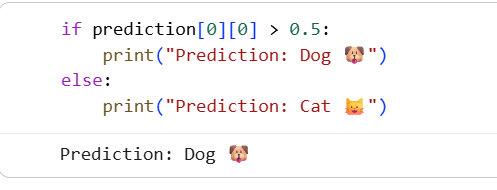 if prediction[0][0] > 0.5:
    print("Prediction: Dog 🐶")
else:
    print("Prediction: Cat 🐱")
Prediction: Dog 🐶